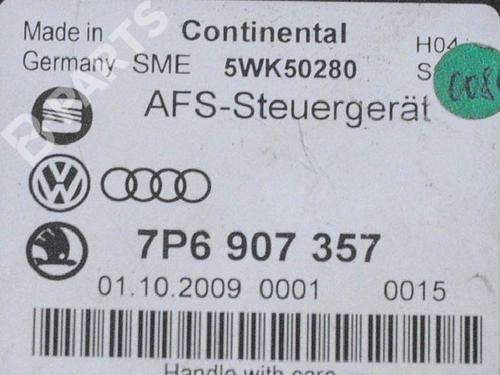 Made in Continental H04
Germany SME 5WK50280
AFS-Steuergerät
7P6 907 357
01.10.2009 0001 0015
Handle with care
B-PARTS